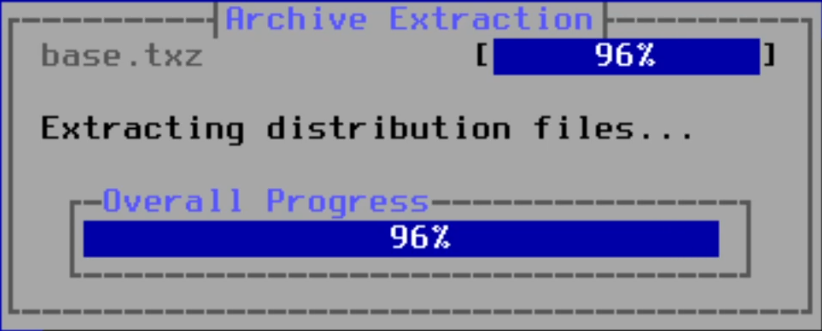 Archive Extraction
base.txz [ 96% ]
Extracting distribution files...
Overall Progress
96%